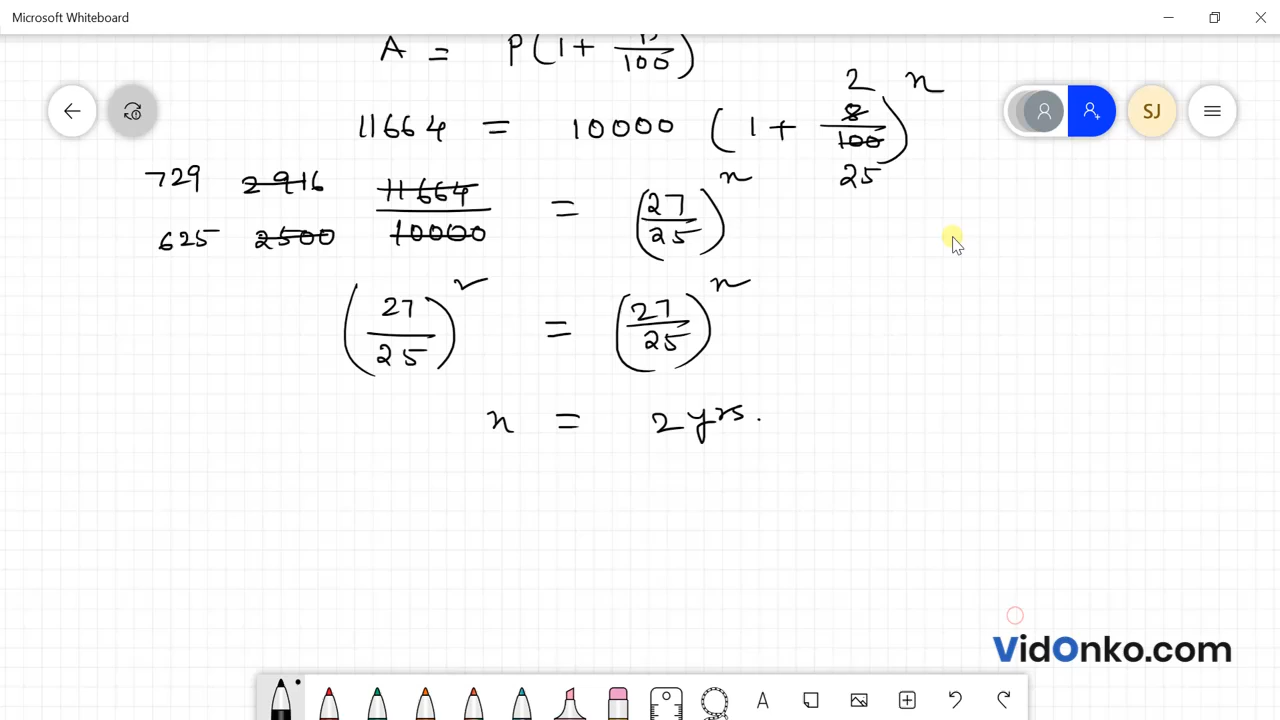 Microsoft Whiteboard
A = P(1 + /100)
SJ
11664 = 10000 (1 + 8/100)^n 2 25
729 2916 11664 = (27/25)^n
625 2500 10000
(27/25)^2 = (27/25)^n
n = 2 yrs.
VidOnko.com
A